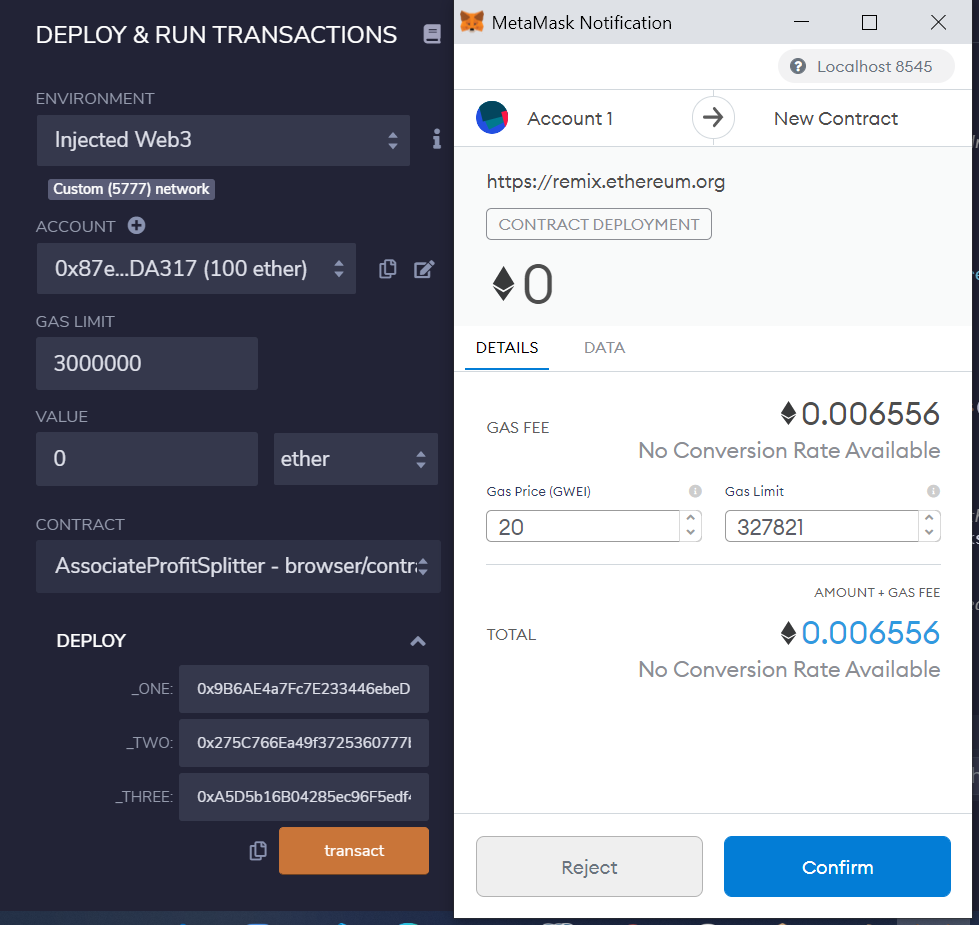 DEPLOY & RUN TRANSACTIONS
ENVIRONMENT
Injected Web3
Custom (5777) network
ACCOUNT
0x87e...DA317 (100 ether)
GAS LIMIT
3000000
VALUE
0
ether
CONTRACT
AssociateProfitSplitter - browser/contra
DEPLOY
_ONE:
0x9B6AE4a7Fc7E233446ebeD
_TWO:
0x275C766Ea49f3725360777
_THREE:
0xA5D5b16B04285ec96F5edf4
transact
MetaMask Notification
Localhost 8545
Account 1
New Contract
https://remix.ethereum.org
CONTRACT DEPLOYMENT
0
DETAILS
DATA
GAS FEE
0.006556
No Conversion Rate Available
Gas Price (GWEI)
Gas Limit
20
327821
AMOUNT + GAS FEE
TOTAL
0.006556
No Conversion Rate Available
Reject
Confirm